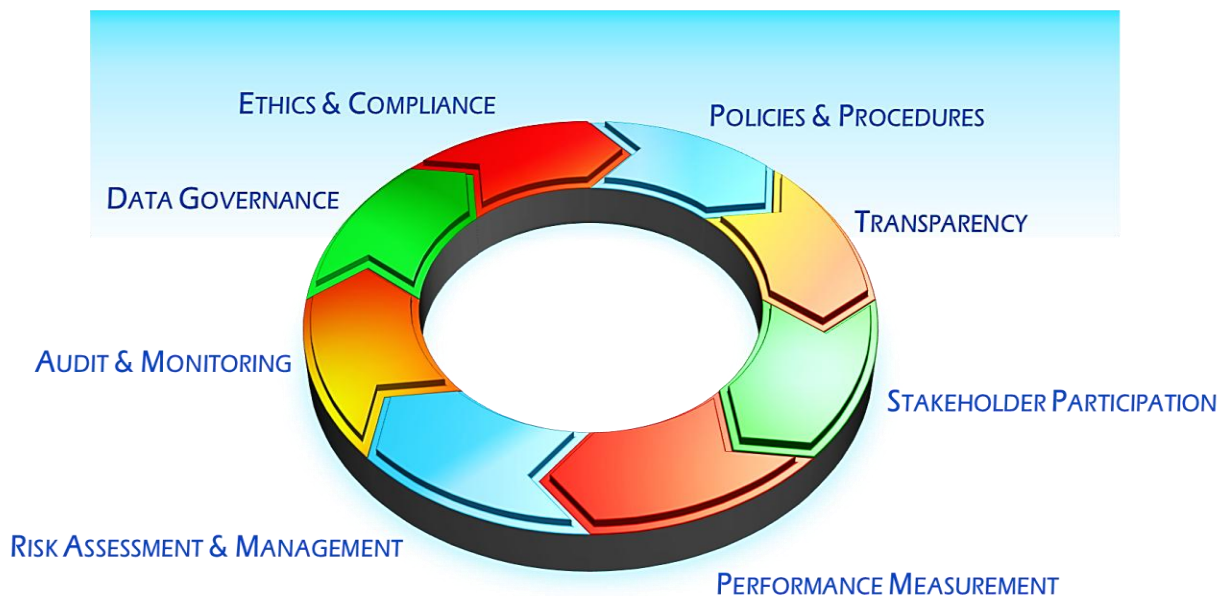 ETHICS & COMPLIANCE
POLICIES & PROCEDURES
DATA GOVERNANCE
TRANSPARENCY
AUDIT & MONITORING
STAKEHOLDER PARTICIPATION
RISK ASSESSMENT & MANAGEMENT
PERFORMANCE MEASUREMENT